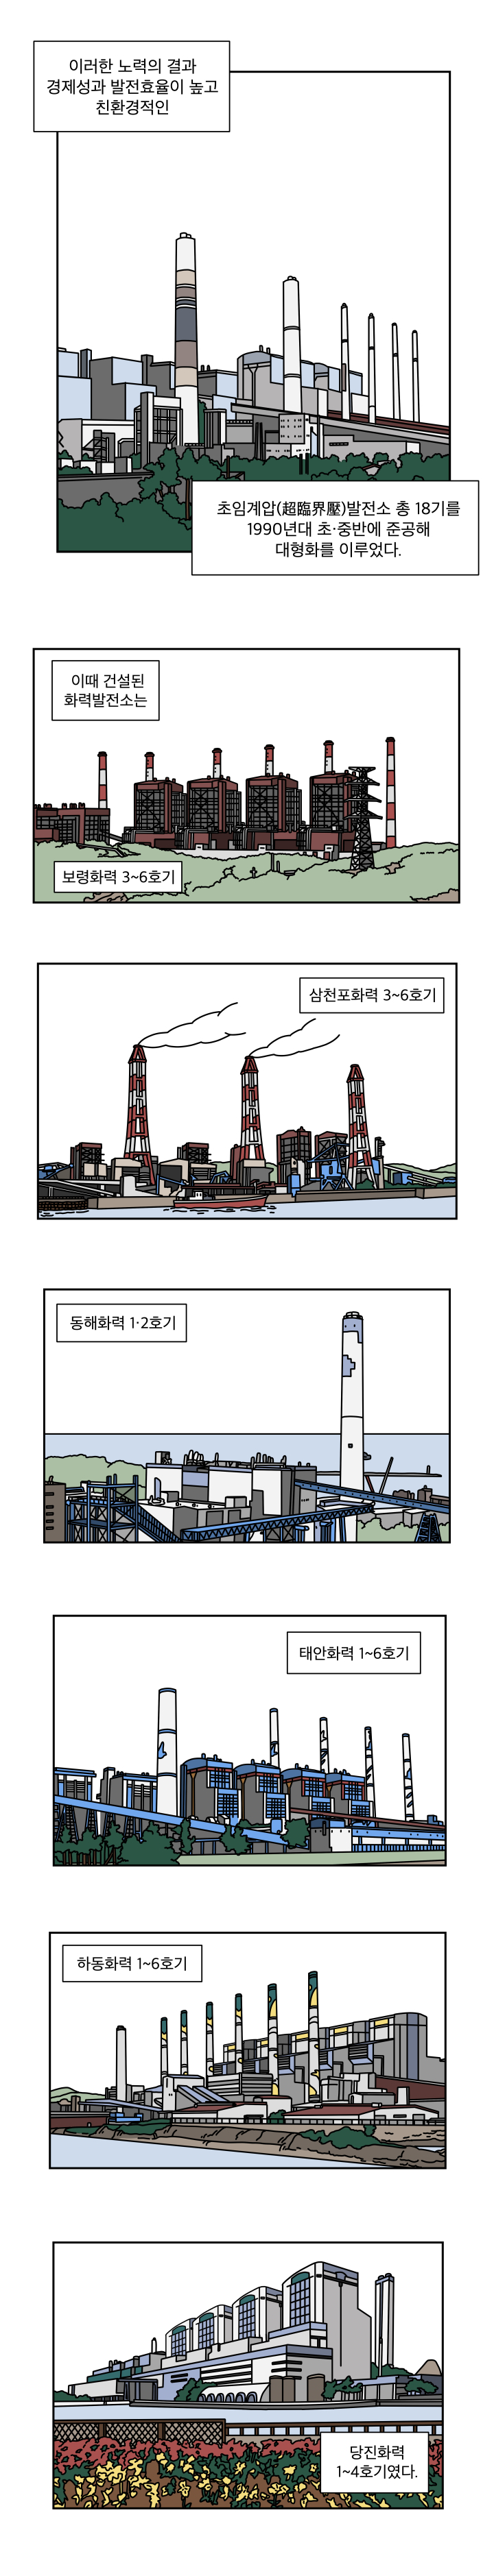 이러한 노력의 결과
경제성과 발전효율이 높고
친환경적인
초임계압(超臨界壓)발전소 총 18기를
1990년대 초·중반에 준공해
대형화를 이루었다.
이때 건설된
화력발전소는
보령화력 3~6호기
삼천포화력 3~6호기
동해화력 1·2호기
태안화력 1~6호기
하동화력 1~6호기
당진화력
1~4호기였다.